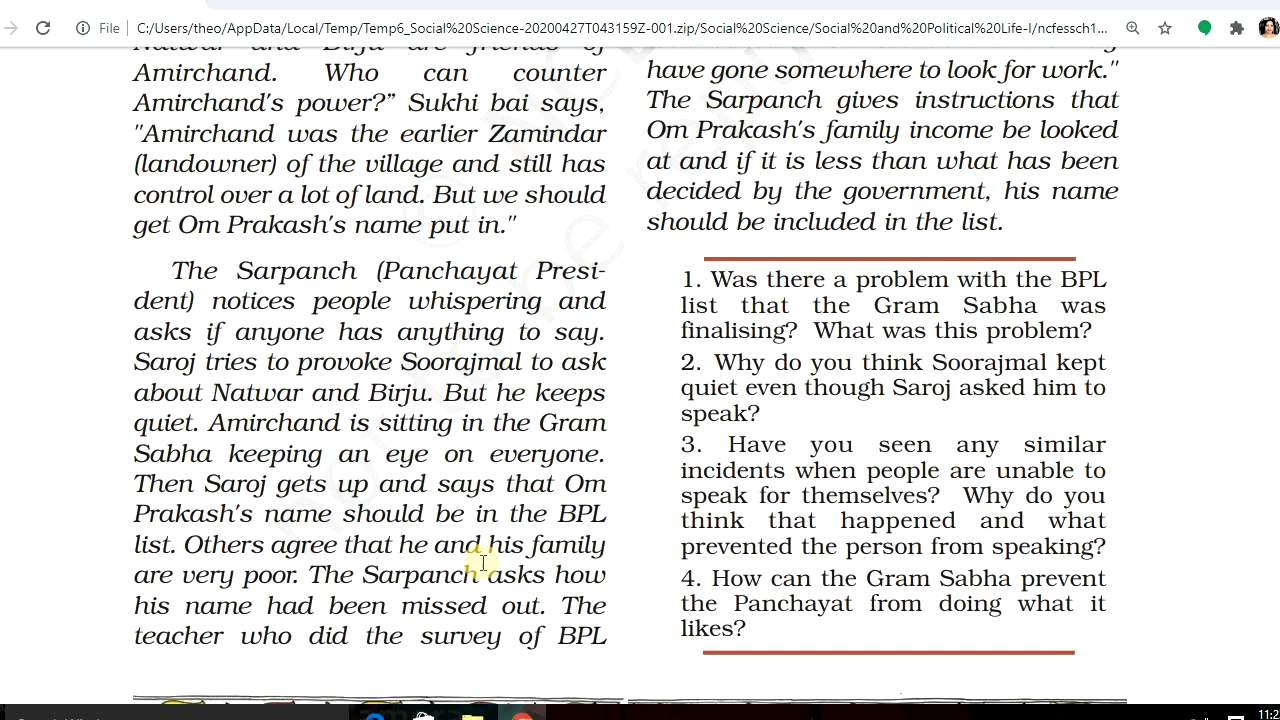 File
C:/Users/theo/AppData/Local/Temp/Temp6_Social%20Science-20200427T043159Z-001.zip/Social%20Science/Social%20and%20Political%20Life-I/ncfessch1...
Natwar and Birju are friends of
Amirchand. Who can counter
Amirchand's power?” Sukhi bai says,
"Amirchand was the earlier Zamindar
(landowner) of the village and still has
control over a lot of land. But we should
get Om Prakash's name put in."
The Sarpanch (Panchayat Presi-
dent) notices people whispering and
asks if anyone has anything to say.
Saroj tries to provoke Soorajmal to ask
about Natwar and Birju. But he keeps
quiet. Amirchand is sitting in the Gram
Sabha keeping an eye on everyone.
Then Saroj gets up and says that Om
Prakash's name should be in the BPL
list. Others agree that he and his family
are very poor. The Sarpanch asks how
his name had been missed out. The
teacher who did the survey of BPL
have gone somewhere to look for work."
The Sarpanch gives instructions that
Om Prakash's family income be looked
at and if it is less than what has been
decided by the government, his name
should be included in the list.
1. Was there a problem with the BPL
list that the Gram Sabha was
finalising? What was this problem?
2. Why do you think Soorajmal kept
quiet even though Saroj asked him to
speak?
3. Have you seen any similar
incidents when people are unable to
speak for themselves? Why do you
think that happened and what
prevented the person from speaking?
4. How can the Gram Sabha prevent
the Panchayat from doing what it
likes?